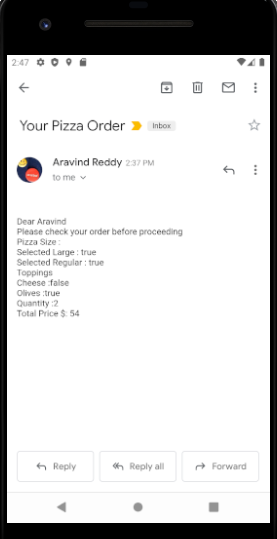 2:47
Your Pizza Order Inbox
Aravind Reddy 2:37 PM
to me
Dear Aravind
Please check your order before proceeding
Pizza Size :
Selected Large : true
Selected Regular : true
Toppings
Cheese :false
Olives :true
Quantity :2
Total Price $: 54
Reply Reply all Forward